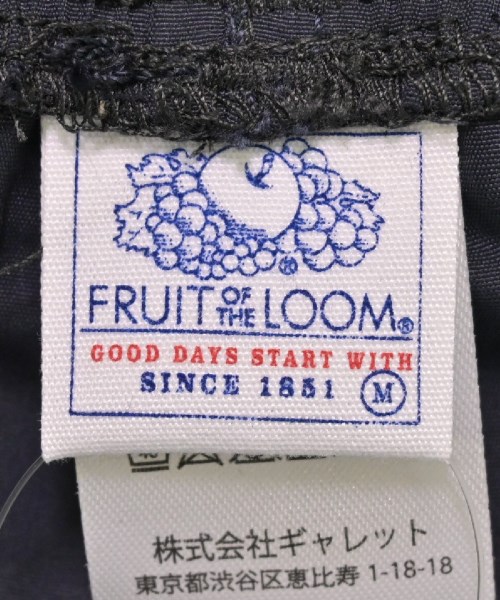 ®
FRUIT OF THE LOOM®
GOOD DAYS START WITH
SINCE 1851 M
株式会社ギャレット
東京都渋谷区恵比寿 1-18-18